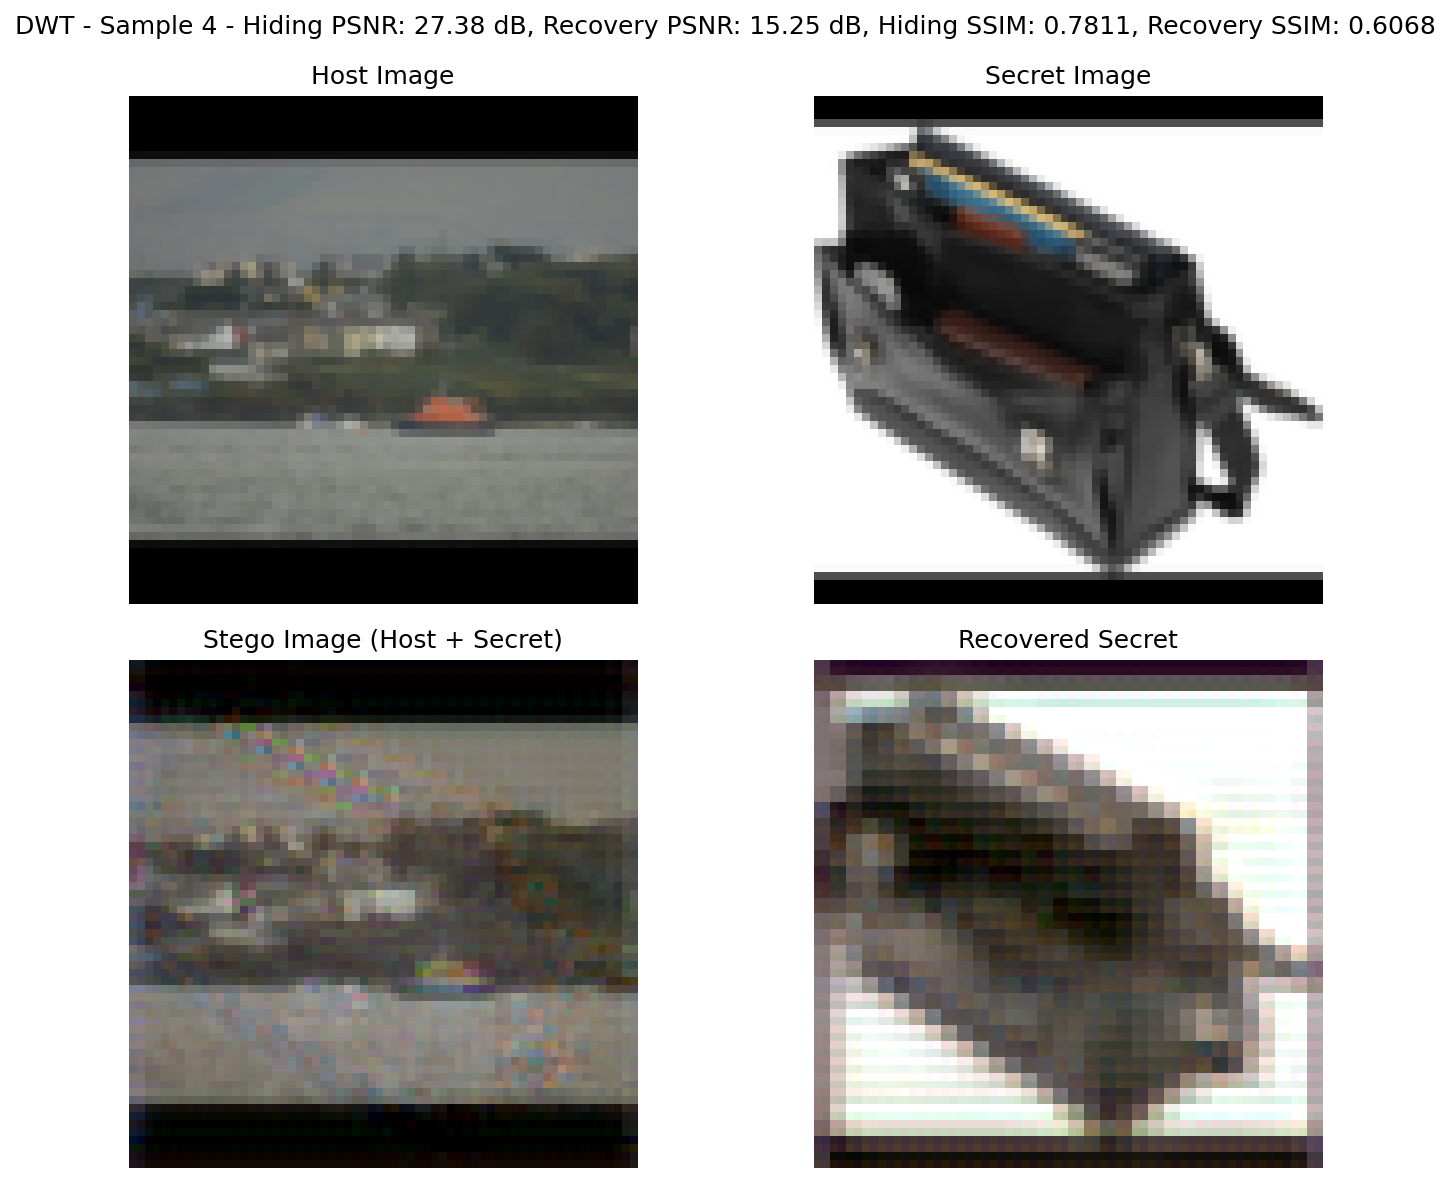 DWT - Sample 4 - Hiding PSNR: 27.38 dB, Recovery PSNR: 15.25 dB, Hiding SSIM: 0.7811, Recovery SSIM: 0.6068
Host Image
Secret Image
Stego Image (Host + Secret)
Recovered Secret